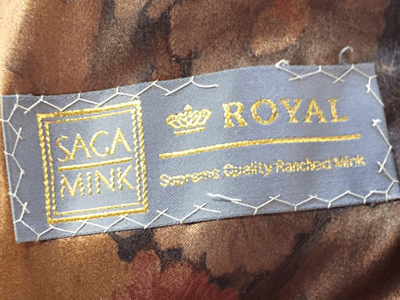 SAGA
MINK
ROYAL
Supreme Quality Ranched Mink